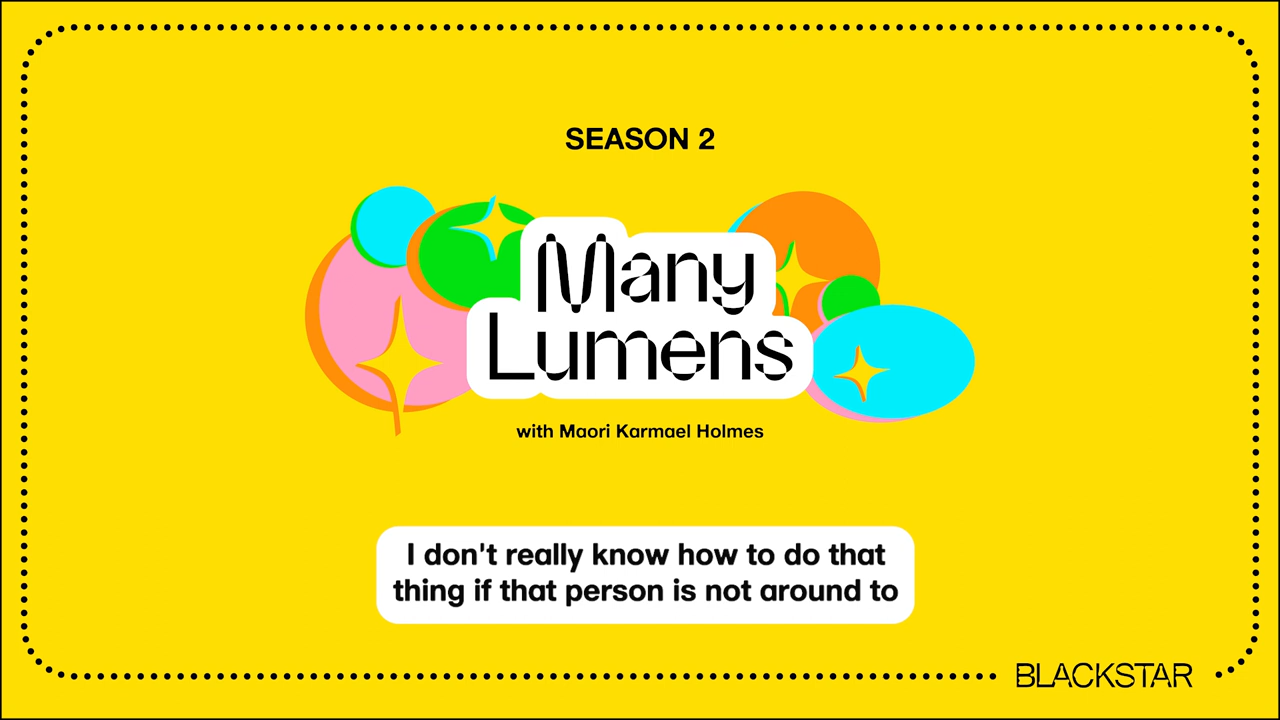 SEASON 2
Many
Lumens
with Maori Karmael Holmes
I don't really know how to do that
thing if that person is not around to
BLACKSTAR